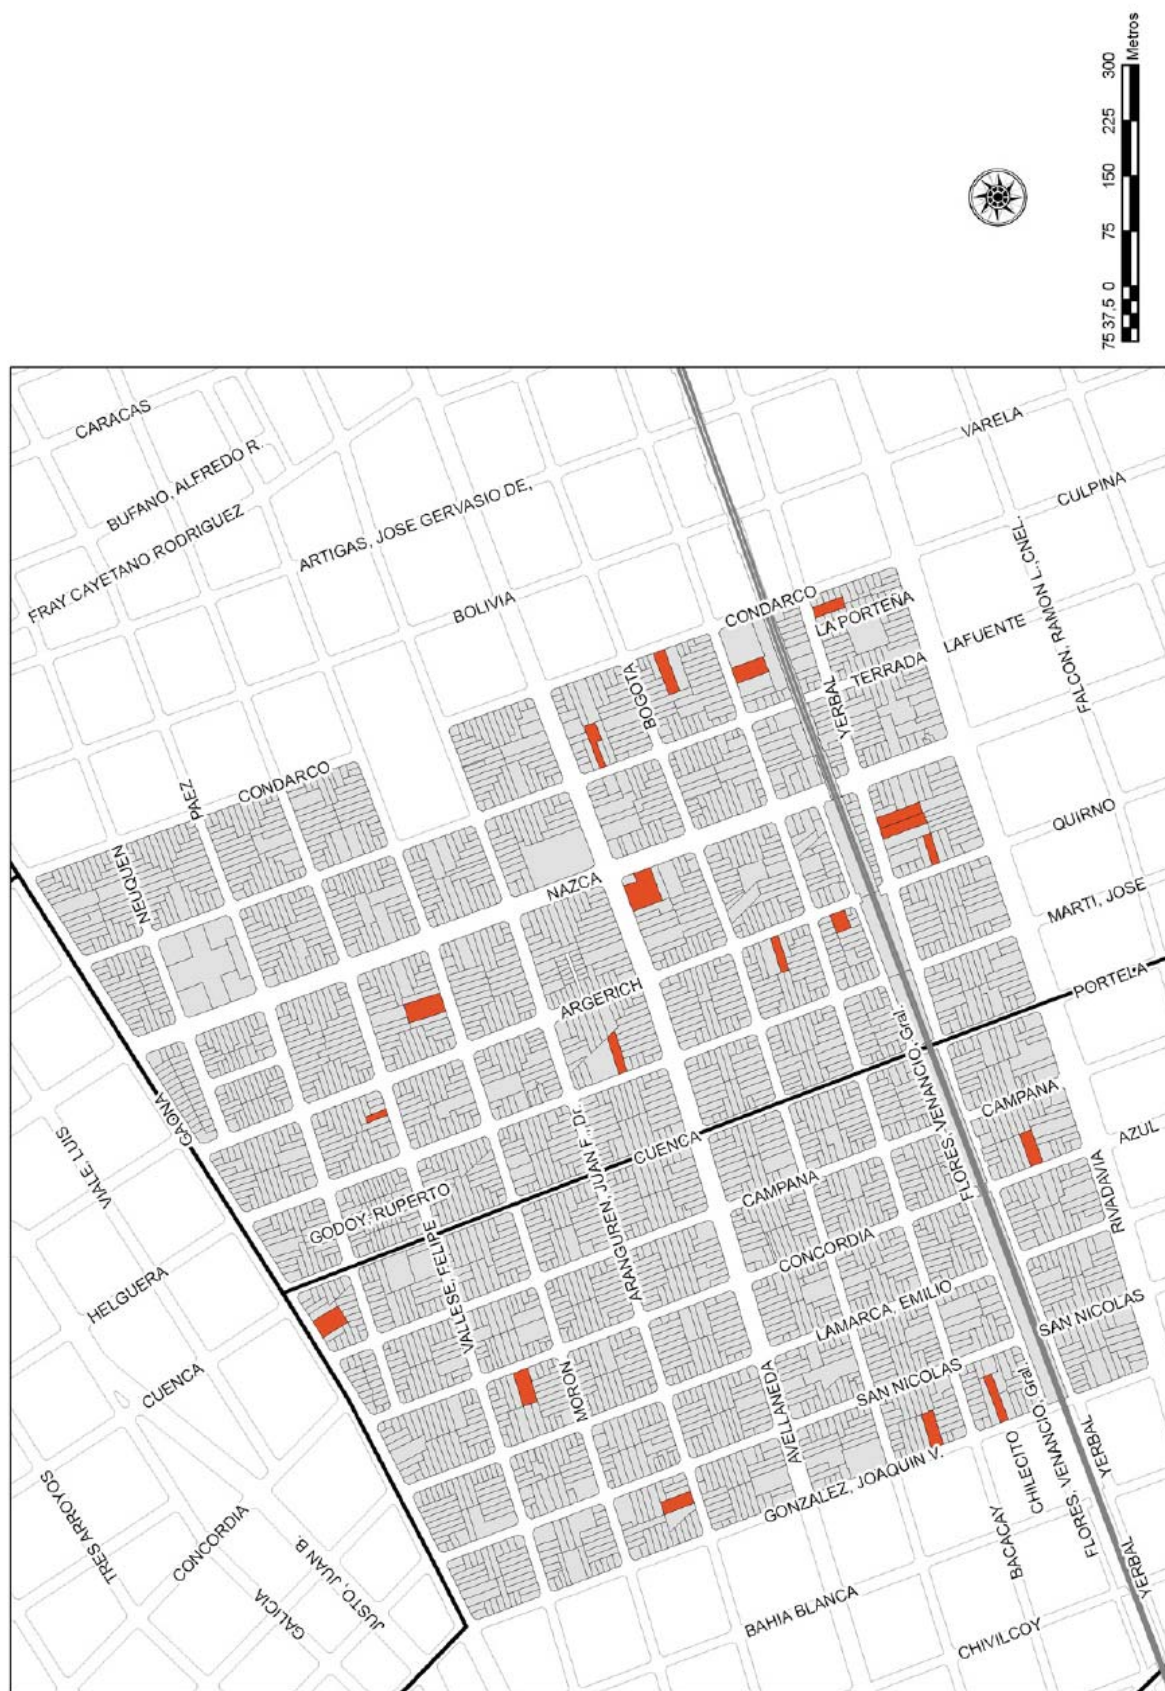 75 37,5 0 75 150 225 300
Metros
CARACAS
BUFANO, ALFREDO R.
FRAY CAYETANO RODRIGUEZ
ARTIGAS, JOSE GERVASIO DE,
BOLIVIA
VARELA
CULPINA
FALCON, RAMON L.,CNEL.
LAFUENTE
CONDARCO
LA PORTEÑA
TERRADA
YERBAL
BOGOTA
CONDARCO
PAEZ
NEUQUEN
NAZCA
QUIRNO
MARTI, JOSE
PORTELA
ARGERICH
GAONA
VIALE, LUIS
FLORES, VENANCIO, Gral.
CAMPANA
AZUL
RIVADAVIA
CUENCA
ARANGUREN, JUAN F., Dr.
GODOY, RUPERTO
VALLESE, FELIPE
CAMPANA
CONCORDIA
LAMARCA, EMILIO
SAN NICOLAS
SAN NICOLAS
HELGUERA
CUENCA
MORON
AVELLANEDA
GONZALEZ, JOAQUIN V.
CHILECITO
FLORES, VENANCIO, Gral.
YERBAL
BACACAY
YERBAL
TRES ARROYOS
CONCORDIA
JUSTO, JUAN B.
GALICIA
BAHIA BLANCA
CHIVILCOY